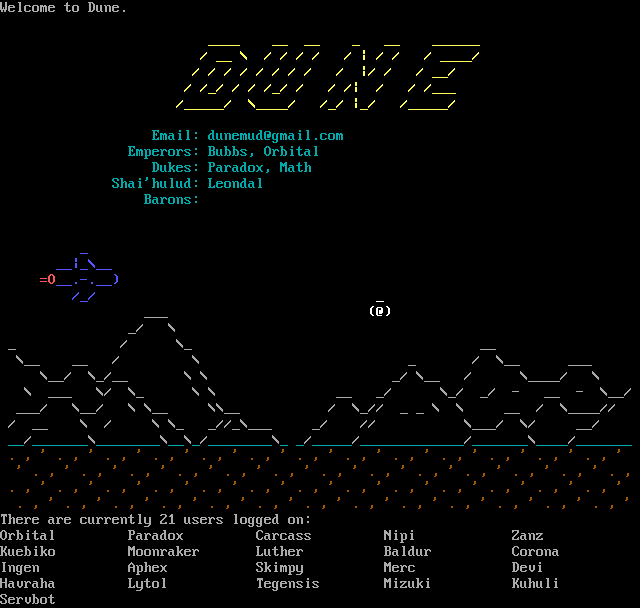 Welcome to Dune.
DUNE
Email: dunemud@gmail.com
Emperors: Bubbs, Orbital
Dukes: Paradox, Math
Shai'hulud: Leondal
Barons:
=O
(@)
There are currently 21 users logged on:
Orbital Paradox Carcass Nipi Zanz
Kuebiko Moonraker Luther Baldur Corona
Ingen Aphex Skimpy Merc Devi
Havraha Lytol Tegensis Mizuki Kuhuli
Servbot